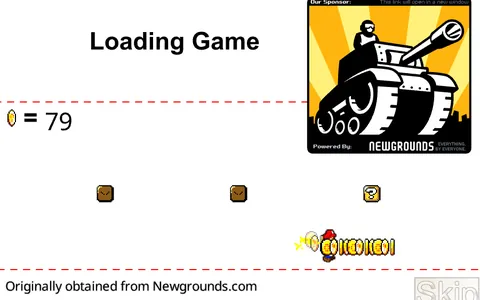 Our Sponsor: This link will open in a new window
Loading Game
= 79
?
Powered By: NEWGROUNDS EVERYTHING, BY EVERYONE.
Originally obtained from Newgrounds.com
Skip